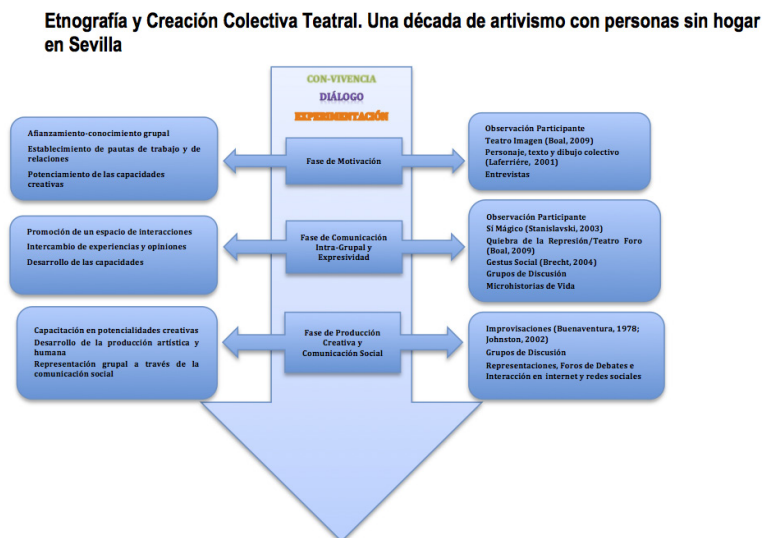 Etnografía y Creación Colectiva Teatral. Una década de artivismo con personas sin hogar
en Sevilla
CON-VIVENCIA
DIÁLOGO
EXPERIMENTACIÓN
Afianzamiento-conocimiento grupal
Establecimiento de pautas de trabajo y de
relaciones
Potenciamiento de las capacidades
creativas
Fase de Motivación
Observación Participante
Teatro Imagen (Boal, 2009)
Personaje, texto y dibujo colectivo
(Laferriére, 2001)
Entrevistas
Promoción de un espacio de interacciones
Intercambio de experiencias y opiniones
Desarrollo de las capacidades
Fase de Comunicación
Intra-Grupal y
Expresividad
Observación Participante
Si Mágico (Stanislavski, 2003)
Quiebra de la Represión/Teatro Foro
(Boal, 2009)
Gestus Social (Brecht, 2004)
Grupos de Discusión
Microhistorias de Vida
Capacitación en potencialidades creativas
Desarrollo de la producción artística y
humana
Representación grupal a través de la
comunicación social
Fase de Producción
Creativa y
Comunicación Social
Improvisaciones (Buenaventura, 1978;
Johnston, 2002)
Grupos de Discusión
Representaciones, Foros de Debates e
Interacción en internet y redes sociales